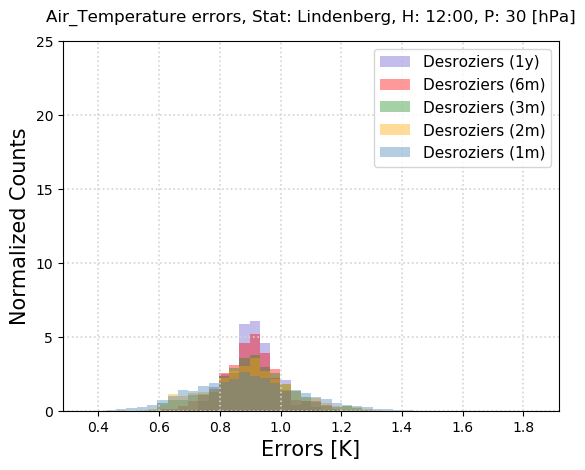 Air_Temperature errors, Stat: Lindenberg, H: 12:00, P: 30 [hPa]
Desroziers (1y)
Desroziers (6m)
Desroziers (3m)
Desroziers (2m)
Desroziers (1m)
25
20
15
10
5
0
Normalized Counts
0.4 0.6 0.8 1.0 1.2 1.4 1.6 1.8
Errors [K]